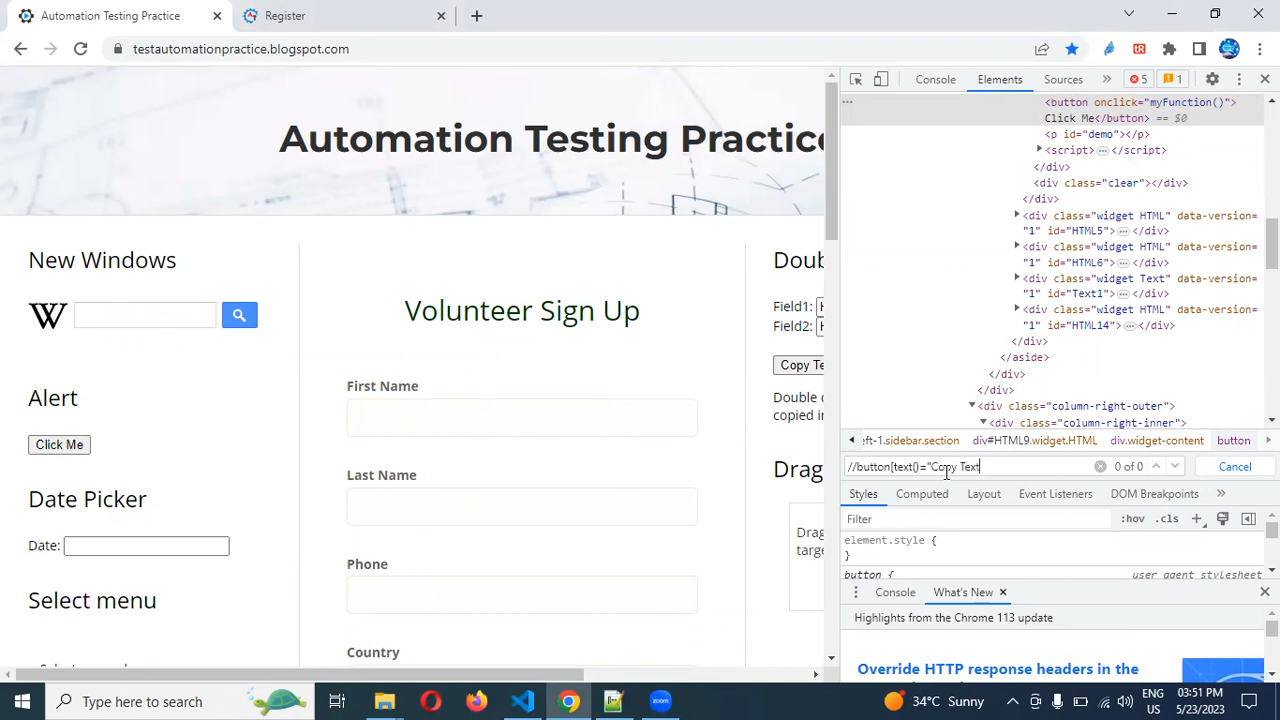 Automation Testing Practice
Register
testautomationpractice.blogspot.com
Automation Testing Practice
New Windows
Alert
Click Me
Date Picker
Date:
Select menu
Volunteer Sign Up
First Name
Last Name
Phone
Country
Doub
Field1: H
Field2: H
Copy Te
Double c
copied in
Drag
Drag
targe
Console
Elements
Sources
»
5
1
<button onclick="myFunction()">
Click Me</button> == $0
<p id="demo"></p>
<script> … </script>
</div>
<div class="clear"></div>
</div>
<div class="widget HTML" data-version=
"1" id="HTML5"> … </div>
<div class="widget HTML" data-version=
"1" id="HTML6"> … </div>
<div class="widget Text" data-version=
"1" id="Text1"> … </div>
<div class="widget HTML" data-version=
"1" id="HTML14"> … </div>
</div>
</aside>
</div>
</div>
<div class="column-right-outer">
<div class="column-right-inner">
eft-1.sidebar.section
div#HTML9.widget.HTML
div.widget-content
button
//button[text()="Copy Text
0 of 0
Cancel
Styles
Computed
Layout
Event Listeners
DOM Breakpoints
»
Filter
:hov
.cls
element.style {
}
button {
user agent stylesheet
Console
What's New
Highlights from the Chrome 113 update
Override HTTP response headers in the
Type here to search
34°C Sunny
ENG
US
03:51 PM
5/23/2023